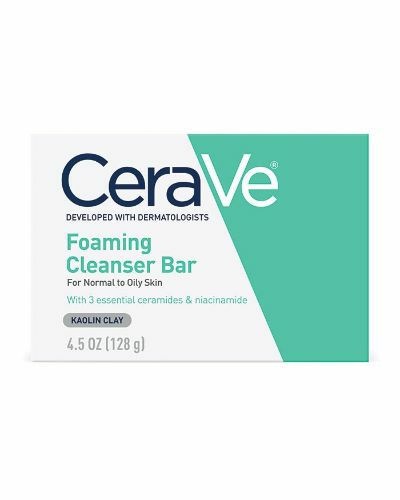 CeraVe®
DEVELOPED WITH DERMATOLOGISTS
Foaming
Cleanser Bar
For Normal to Oily Skin
With 3 essential ceramides & niacinamide
KAOLIN CLAY
4.5 OZ (128 g)